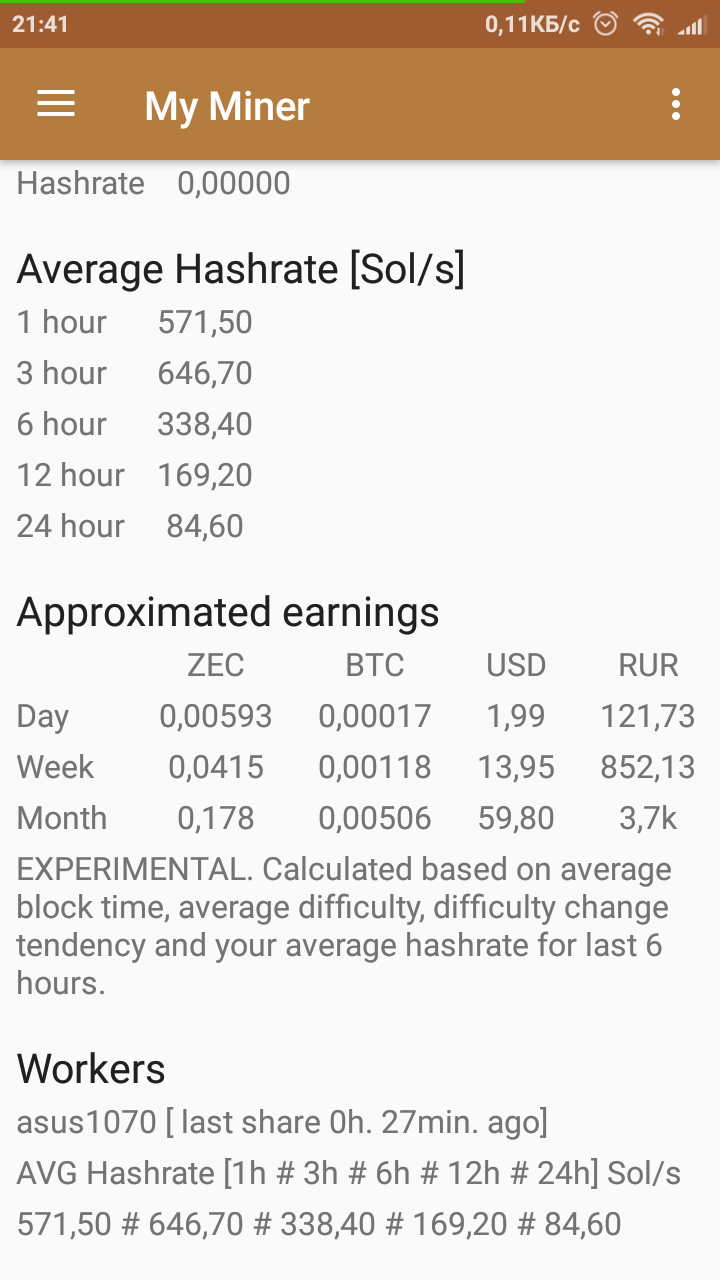 21:41 0,11КБ/с
My Miner
Hashrate 0,00000
Average Hashrate [Sol/s]
1 hour 571,50
3 hour 646,70
6 hour 338,40
12 hour 169,20
24 hour 84,60
Approximated earnings
ZEC BTC USD RUR
Day 0,00593 0,00017 1,99 121,73
Week 0,0415 0,00118 13,95 852,13
Month 0,178 0,00506 59,80 3,7k
EXPERIMENTAL. Calculated based on average
block time, average difficulty, difficulty change
tendency and your average hashrate for last 6
hours.
Workers
asus1070 [ last share 0h. 27min. ago]
AVG Hashrate [1h # 3h # 6h # 12h # 24h] Sol/s
571,50 # 646,70 # 338,40 # 169,20 # 84,60